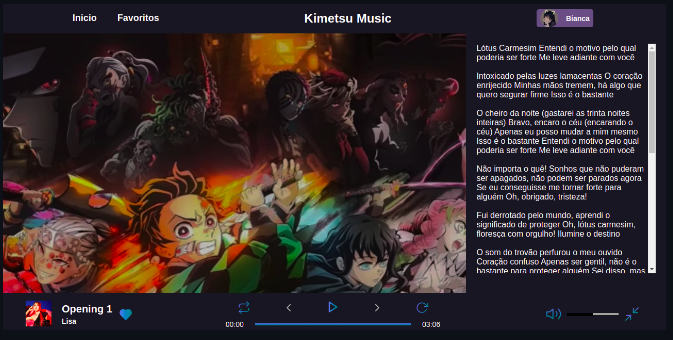 Inicio Favoritos Kimetsu Music Bianca
Lótus Carmesim Entendi o motivo pelo qual
poderia ser forte Me leve adiante com você
Intoxicado pelas luzes lamacentas O coração
enrijecido Minhas mãos tremem, há algo que
quero segurar firme Isso é o bastante
O cheiro da noite (gastarei as trinta noites
inteiras) Bravo, encaro o céu (encarando o
céu) Apenas eu posso mudar a mim mesmo
Isso é o bastante Entendi o motivo pelo qual
poderia ser forte Me leve adiante com você
Não importa o quê! Sonhos que não puderam
ser apagados, não podem ser parados agora
Se eu conseguisse me tornar forte para
alguém Oh, obrigado, tristeza!
Fui derrotado pelo mundo, aprendi o
significado de proteger Oh, lótus carmesim,
floresça com orgulho! Ilumine o destino
O som do trovão perfurou o meu ouvido
Coração confuso Apenas ser gentil, não é o
bastante para proteger alguém Sei disso, mas
Opening 1
Lisa
00:00 03:06